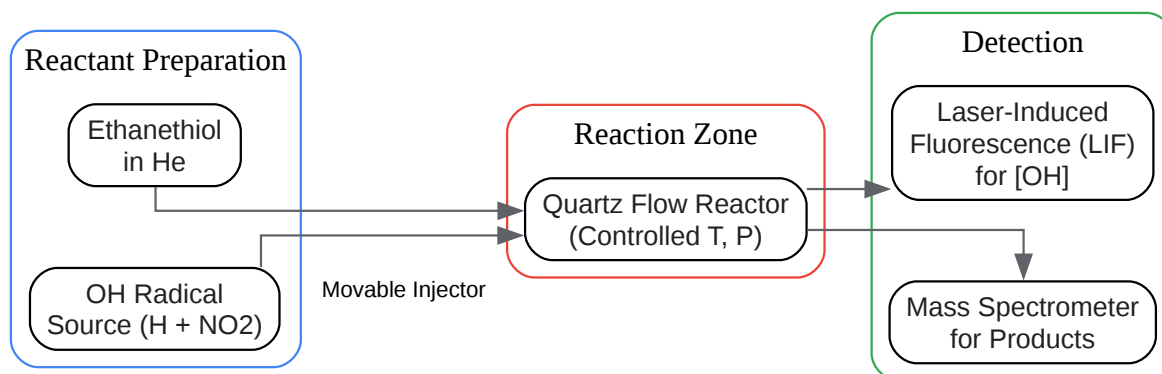 Reactant Preparation
Ethanethiol
in He
OH Radical
Source (H + NO2)
Movable Injector
Reaction Zone
Quartz Flow Reactor
(Controlled T, P)
Detection
Laser-Induced
Fluorescence (LIF)
for [OH]
Mass Spectrometer
for Products